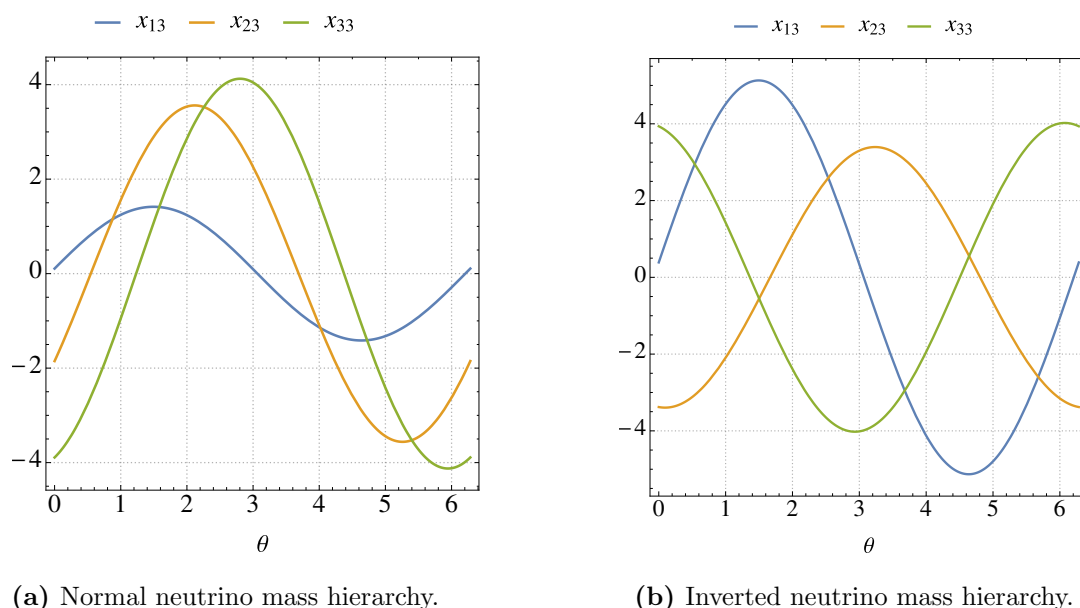 x13 x23 x33
4
2
0
−2
−4
0 1 2 3 4 5 6
θ
(a) Normal neutrino mass hierarchy.
x13 x23 x33
4
2
0
−2
−4
0 1 2 3 4 5 6
θ
(b) Inverted neutrino mass hierarchy.